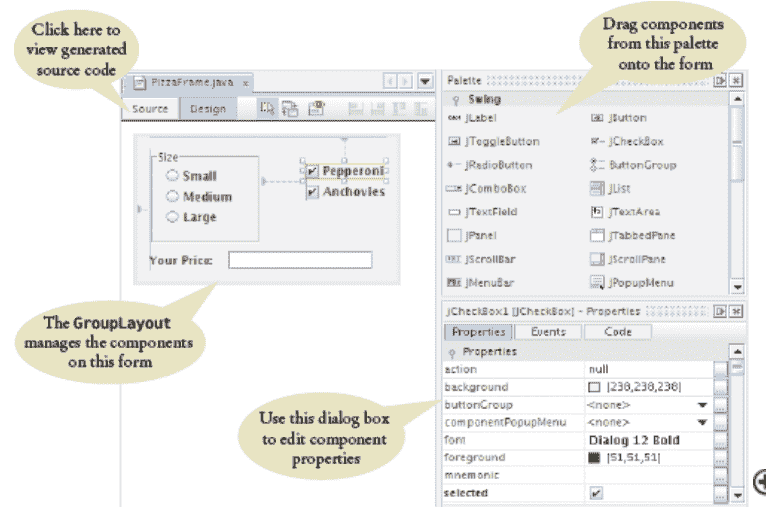 Click here to
view generated
source code
Drag components
from this palette
onto the form
PizzaFrame.java x
Source Design
Size
Small
Medium
Large
Pepperoni
Anchovies
Your Price:
The GroupLayout
manages the components
on this form
Use this dialog box
to edit component
properties
Palette
Swing
JLabel JButton
JToggleButton JCheckBox
JRadioButton ButtonGroup
JComboBox JList
JTextField JTextArea
JPanel JTabbedPane
JScrollBar JScrollPane
JMenuBar JPopupMenu
jCheckBox1 [JCheckBox] - Properties
Properties Events Code
Properties
action null
background [238,238,238]
buttonGroup <none>
componentPopupMenu <none>
font Dialog 12 Bold
foreground [51,51,51]
mnemonic
selected